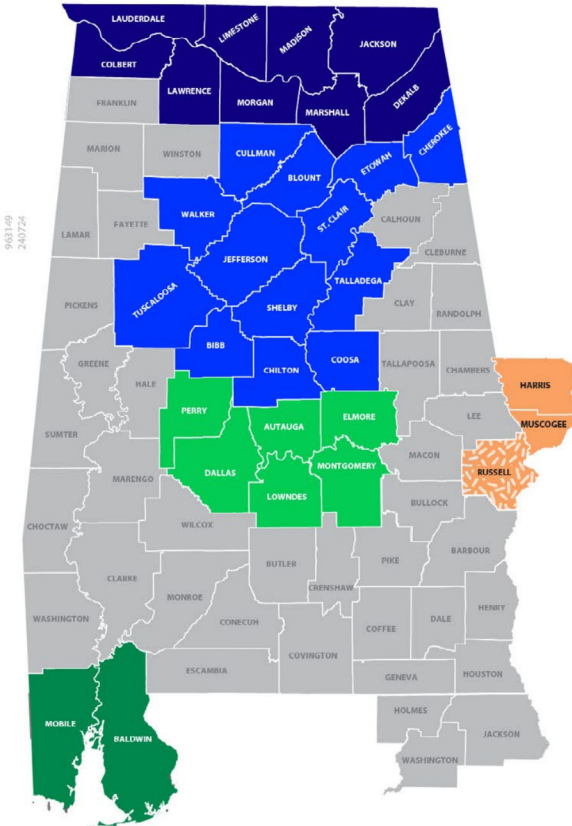 LAUDERDALE
LIMESTONE
MADISON
JACKSON
COLBERT
LAWRENCE
MORGAN
MARSHALL
DEKALB
FRANKLIN
CHEROKEE
MARION
WINSTON
CULLMAN
BLOUNT
ETOWAH
WALKER
ST. CLAIR
CALHOUN
LAMAR
FAYETTE
963149
240724
JEFFERSON
CLEBURNE
TALLADEGA
TUSCALOOSA
PICKENS
SHELBY
CLAY
RANDOLPH
BIBB
GREENE
HALE
CHILTON
COOSA
TALLAPOOSA
CHAMBERS
HARRIS
PERRY
AUTAUGA
ELMORE
LEE
MUSCOGEE
SUMTER
MACON
RUSSELL
MARENGO
DALLAS
MONTGOMERY
LOWNDES
BULLOCK
CHOCTAW
WILCOX
BARBOUR
BUTLER
PIKE
CLARKE
CRENSHAW
MONROE
HENRY
WASHINGTON
CONECUH
COFFEE
DALE
COVINGTON
ESCAMBIA
GENEVA
HOUSTON
MOBILE
BALDWIN
HOLMES
JACKSON
WASHINGTON